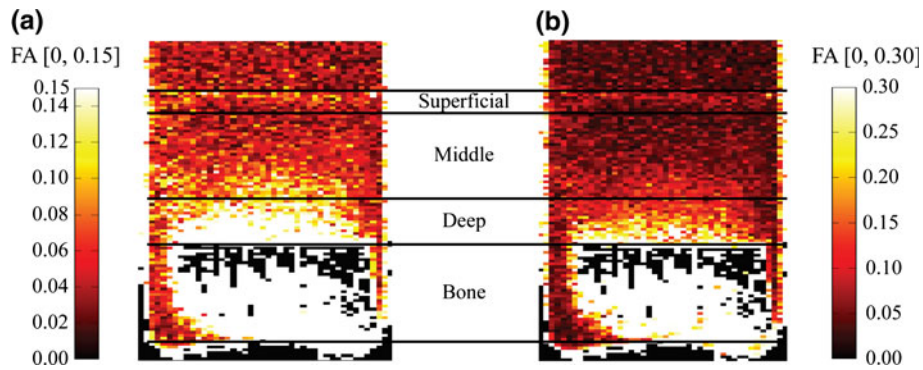 (a)
FA [0, 0.15]
0.15
0.14
0.12
0.10
0.08
0.06
0.04
0.02
0.00
Superficial
Middle
Deep
Bone
(b)
FA [0, 0.30]
0.30
0.25
0.20
0.15
0.10
0.05
0.00